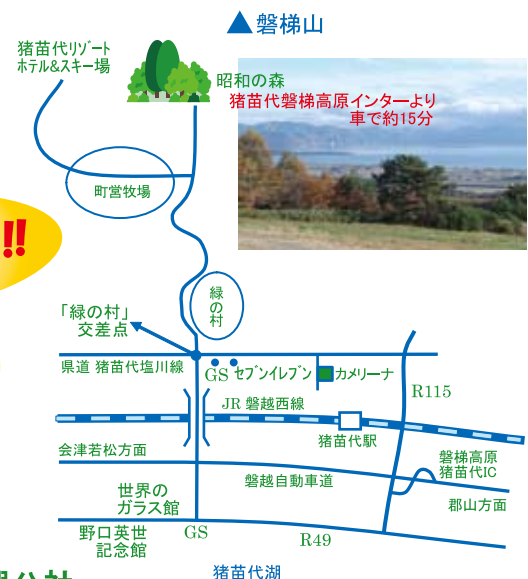 ▲磐梯山
猪苗代リゾート
ホテル&スキー場
昭和の森
猪苗代磐梯高原インターより
車で約15分
町営牧場
!!
緑の村
「緑の村」
交差点
県道 猪苗代塩川線
GS セブンイレブン
カメリーナ
R115
JR 磐越西線
猪苗代駅
会津若松方面
磐越自動車道
磐梯高原
猪苗代IC
郡山方面
世界の
ガラス館
野口英世
記念館
GS
R49
猪苗代湖